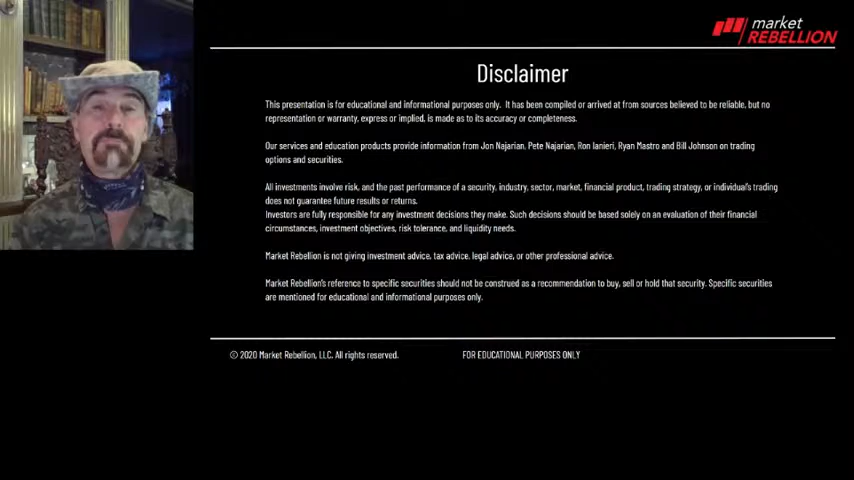 market
REBELLION
Disclaimer
This presentation is for educational and informational purposes only. It has been compiled or arrived at from sources believed to be reliable, but no
representation or warranty, express or implied, is made as to its accuracy or completeness.
Our services and education products provide information from Jon Najarian, Pete Najarian, Ron Ianieri, Ryan Mastro and Bill Johnson on trading
options and securities.
All investments involve risk, and the past performance of a security, industry, sector, market, financial product, trading strategy, or individual's trading
does not guarantee future results or returns.
Investors are fully responsible for any investment decisions they make. Such decisions should be based solely on an evaluation of their financial
circumstances, investment objectives, risk tolerance, and liquidity needs.
Market Rebellion is not giving investment advice, tax advice, legal advice, or other professional advice.
Market Rebellion's reference to specific securities should not be construed as a recommendation to buy, sell or hold that security. Specific securities
are mentioned for educational and informational purposes only.
© 2020 Market Rebellion, LLC. All rights reserved. FOR EDUCATIONAL PURPOSES ONLY